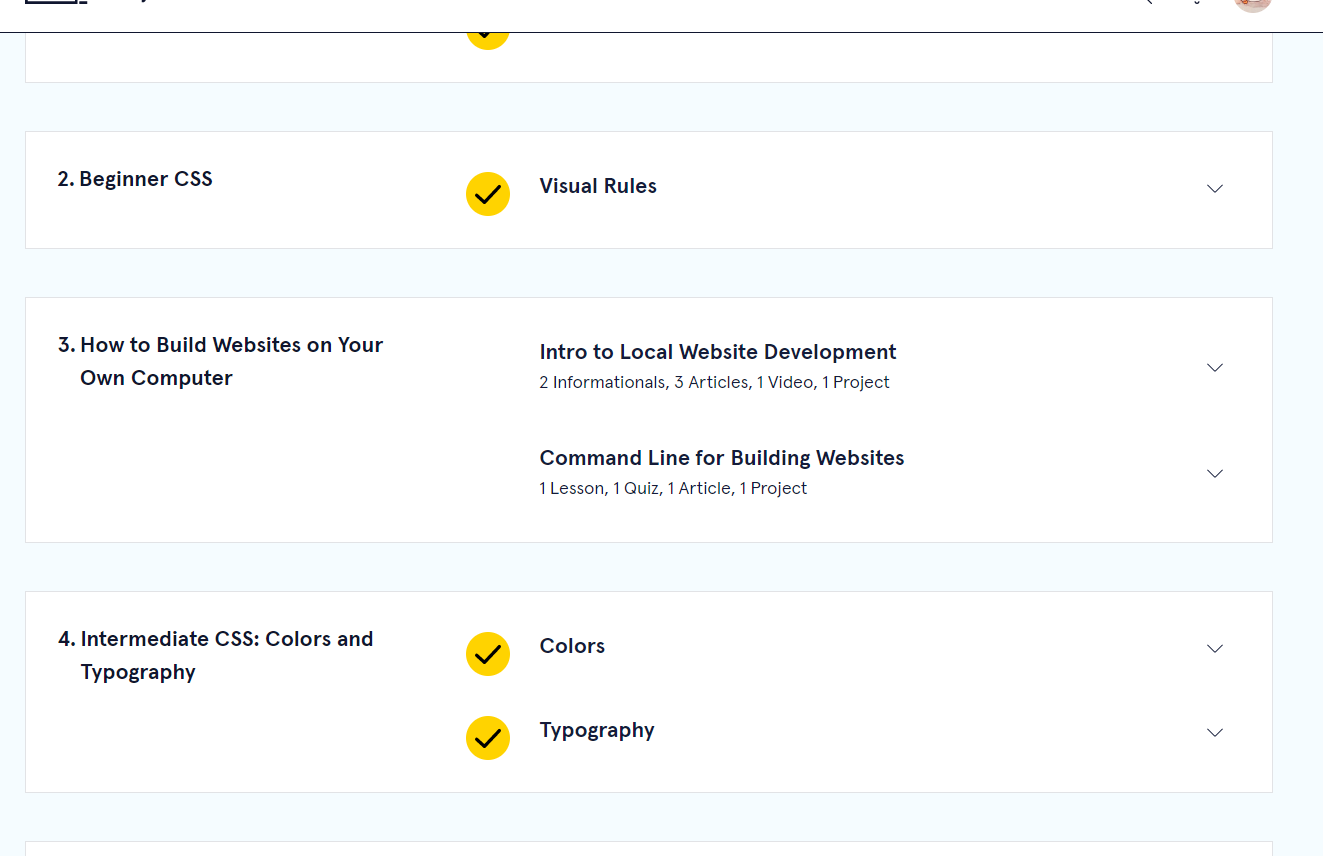 2. Beginner CSS
Visual Rules
3. How to Build Websites on Your
Own Computer
Intro to Local Website Development
2 Informationals, 3 Articles, 1 Video, 1 Project
Command Line for Building Websites
1 Lesson, 1 Quiz, 1 Article, 1 Project
4. Intermediate CSS: Colors and
Typography
Colors
Typography